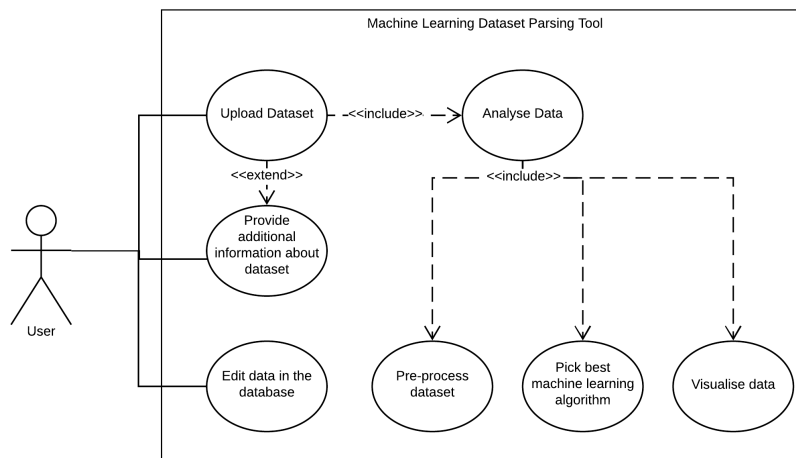 Machine Learning Dataset Parsing Tool
Upload Dataset
<<include>>
Analyse Data
<<extend>>
<<include>>
Provide
additional
information about
dataset
User
Edit data in the
database
Pre-process
dataset
Pick best
machine learning
algorithm
Visualise data